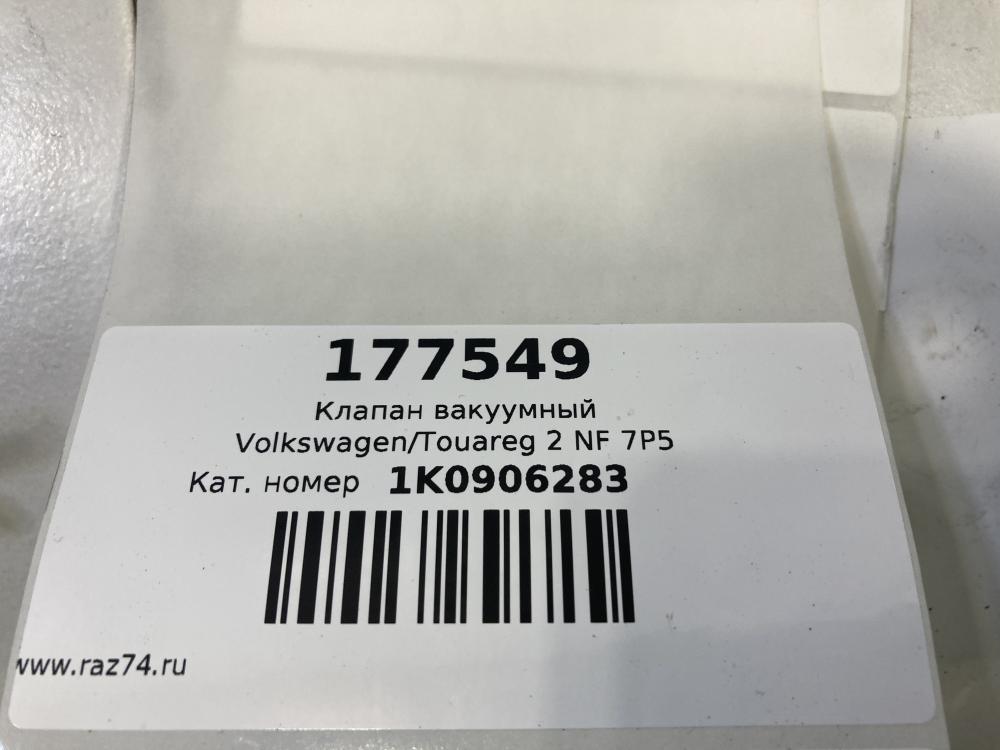 177549
Клапан вакуумный
Volkswagen/Touareg 2 NF 7P5
Кат. номер 1K0906283
www.raz74.ru